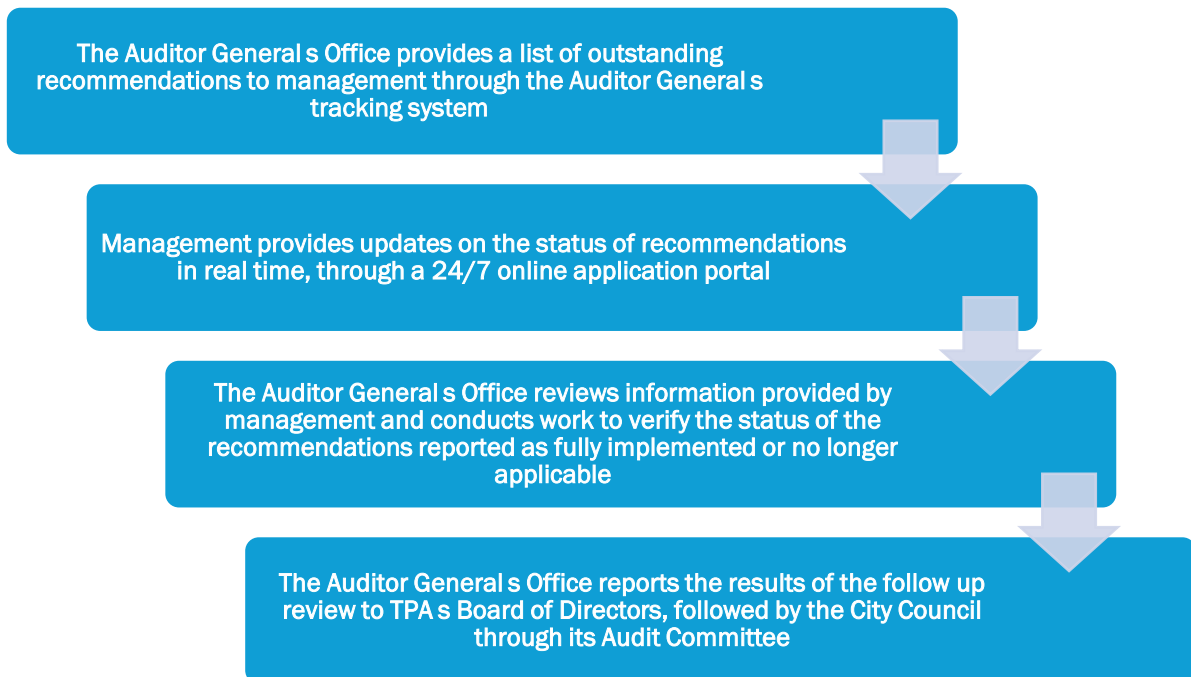 The Auditor General s Office provides a list of outstanding
recommendations to management through the Auditor General s
tracking system
Management provides updates on the status of recommendations
in real time, through a 24/7 online application portal
The Auditor General s Office reviews information provided by
management and conducts work to verify the status of the
recommendations reported as fully implemented or no longer
applicable
The Auditor General s Office reports the results of the follow up
review to TPA s Board of Directors, followed by the City Council
through its Audit Committee